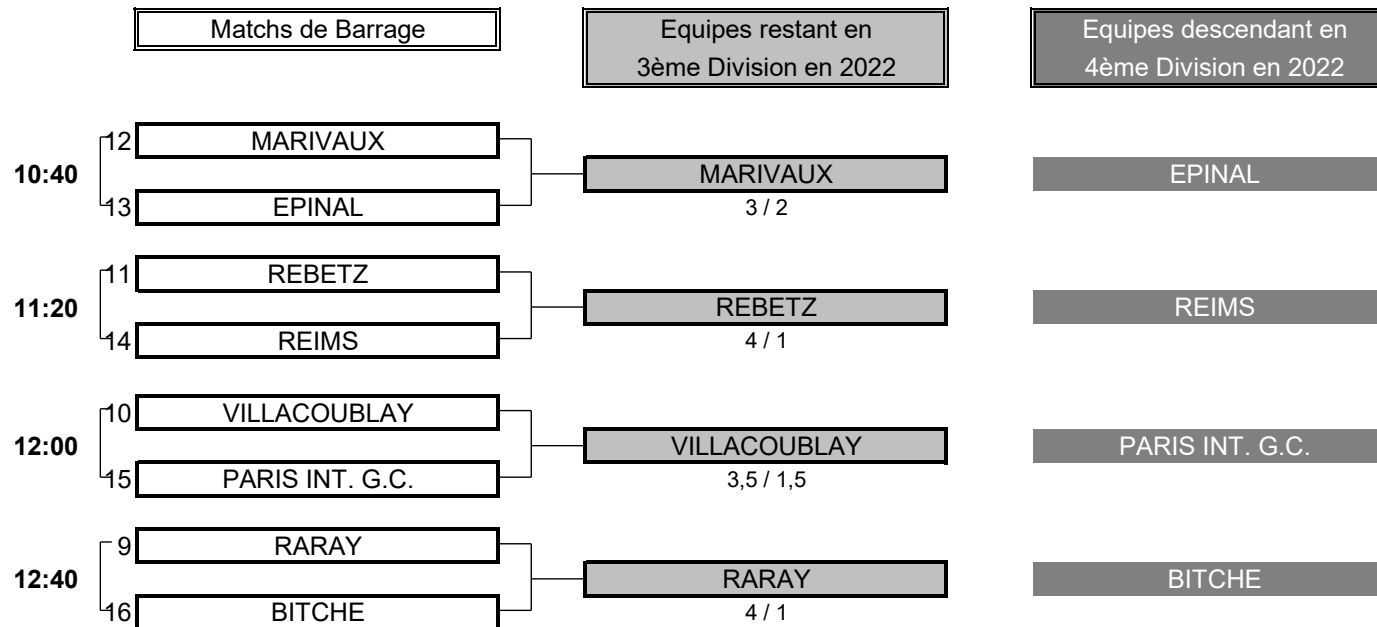 Matchs de Barrage
Equipes restant en
3ème Division en 2022
Equipes descendant en
4ème Division en 2022
12 MARIVAUX
10:40 MARIVAUX EPINAL
13 EPINAL 3 / 2
11 REBETZ
11:20 REBETZ REIMS
14 REIMS 4 / 1
10 VILLACOUBLAY
12:00 VILLACOUBLAY PARIS INT. G.C.
15 PARIS INT. G.C. 3,5 / 1,5
9 RARAY
12:40 RARAY BITCHE
16 BITCHE 4 / 1